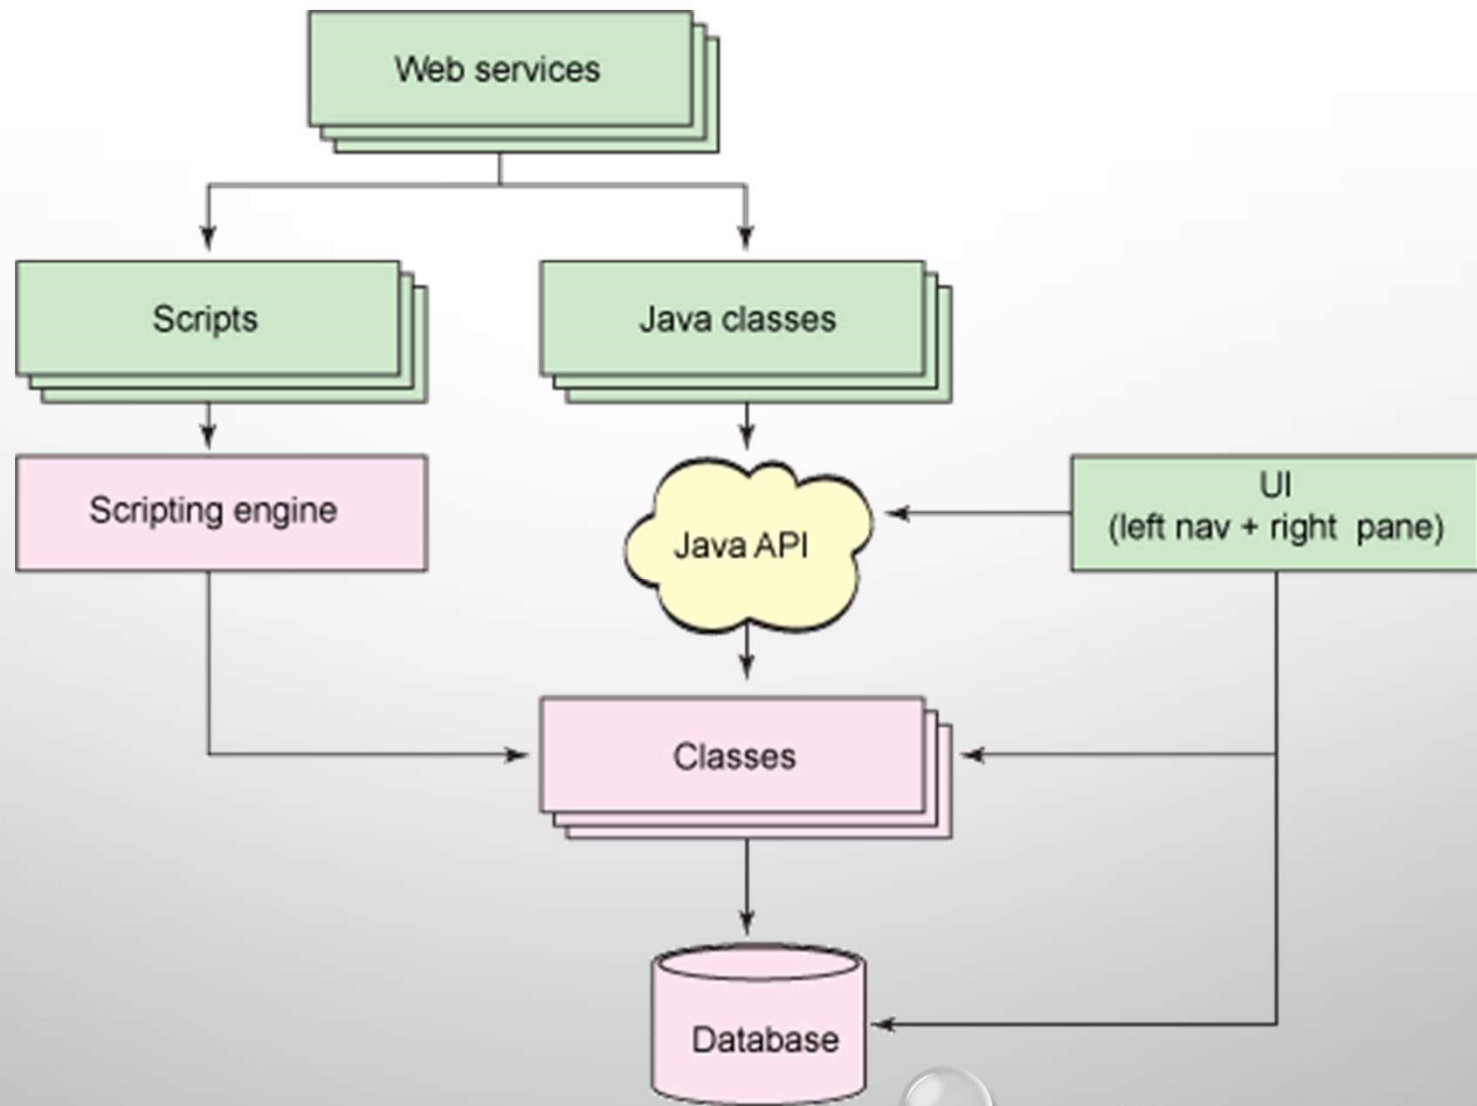 Web services
Scripts
Java classes
Scripting engine
Java API
UI
(left nav + right pane)
Classes
Database